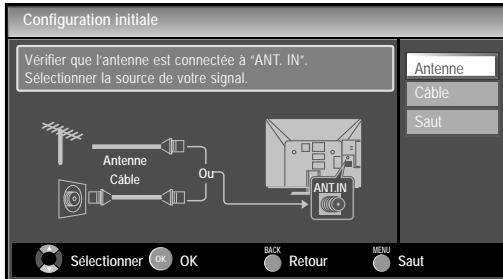 Configuration initiale
Vérifier que l'antenne est connectée à "ANT. IN".
Sélectionner la source de votre signal.
Antenne
Câble
Saut
Antenne
Câble
Ou
ANT.IN
Sélectionner OK OK BACK Retour MENU Saut